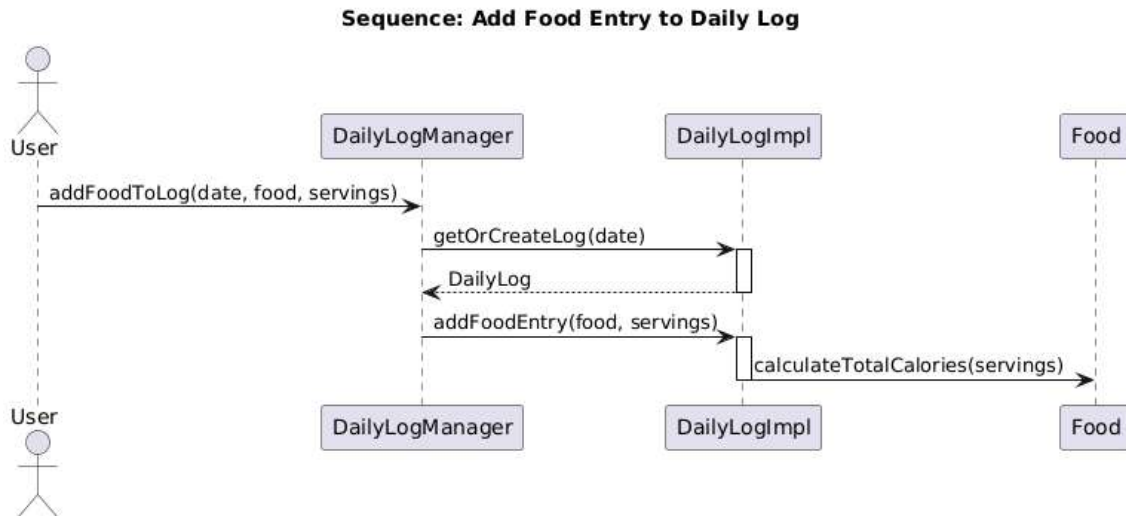 Sequence: Add Food Entry to Daily Log
User
DailyLogManager
DailyLogImpl
Food
addFoodToLog(date, food, servings)
getOrCreateLog(date)
DailyLog
addFoodEntry(food, servings)
calculateTotalCalories(servings)
User
DailyLogManager
DailyLogImpl
Food